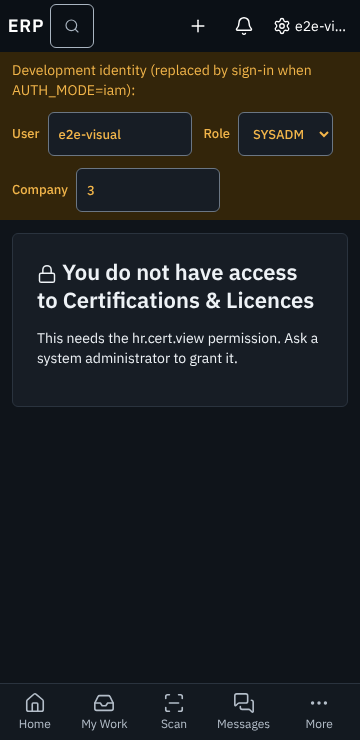 ERP
e2e-vi...
Development identity (replaced by sign-in when
AUTH_MODE=iam):
User
e2e-visual
Role
SYSADM
Company
3
You do not have access
to Certifications & Licences
This needs the hr.cert.view permission. Ask a
system administrator to grant it.
Home
My Work
Scan
Messages
More